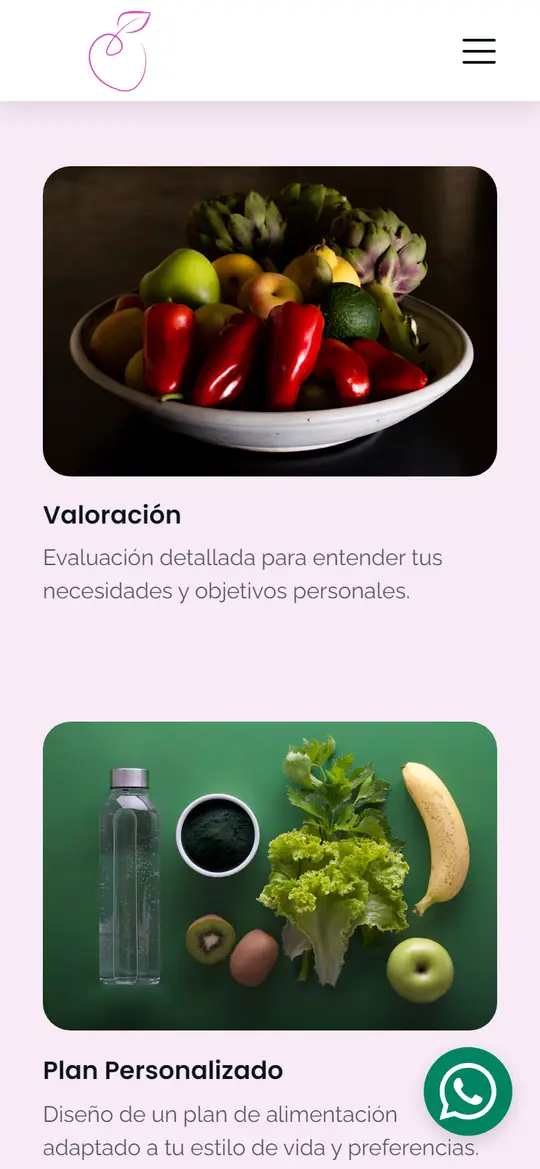 Valoración
Evaluación detallada para entender tus
necesidades y objetivos personales.
Plan Personalizado
Diseño de un plan de alimentación
adaptado a tu estilo de vida y preferencias.